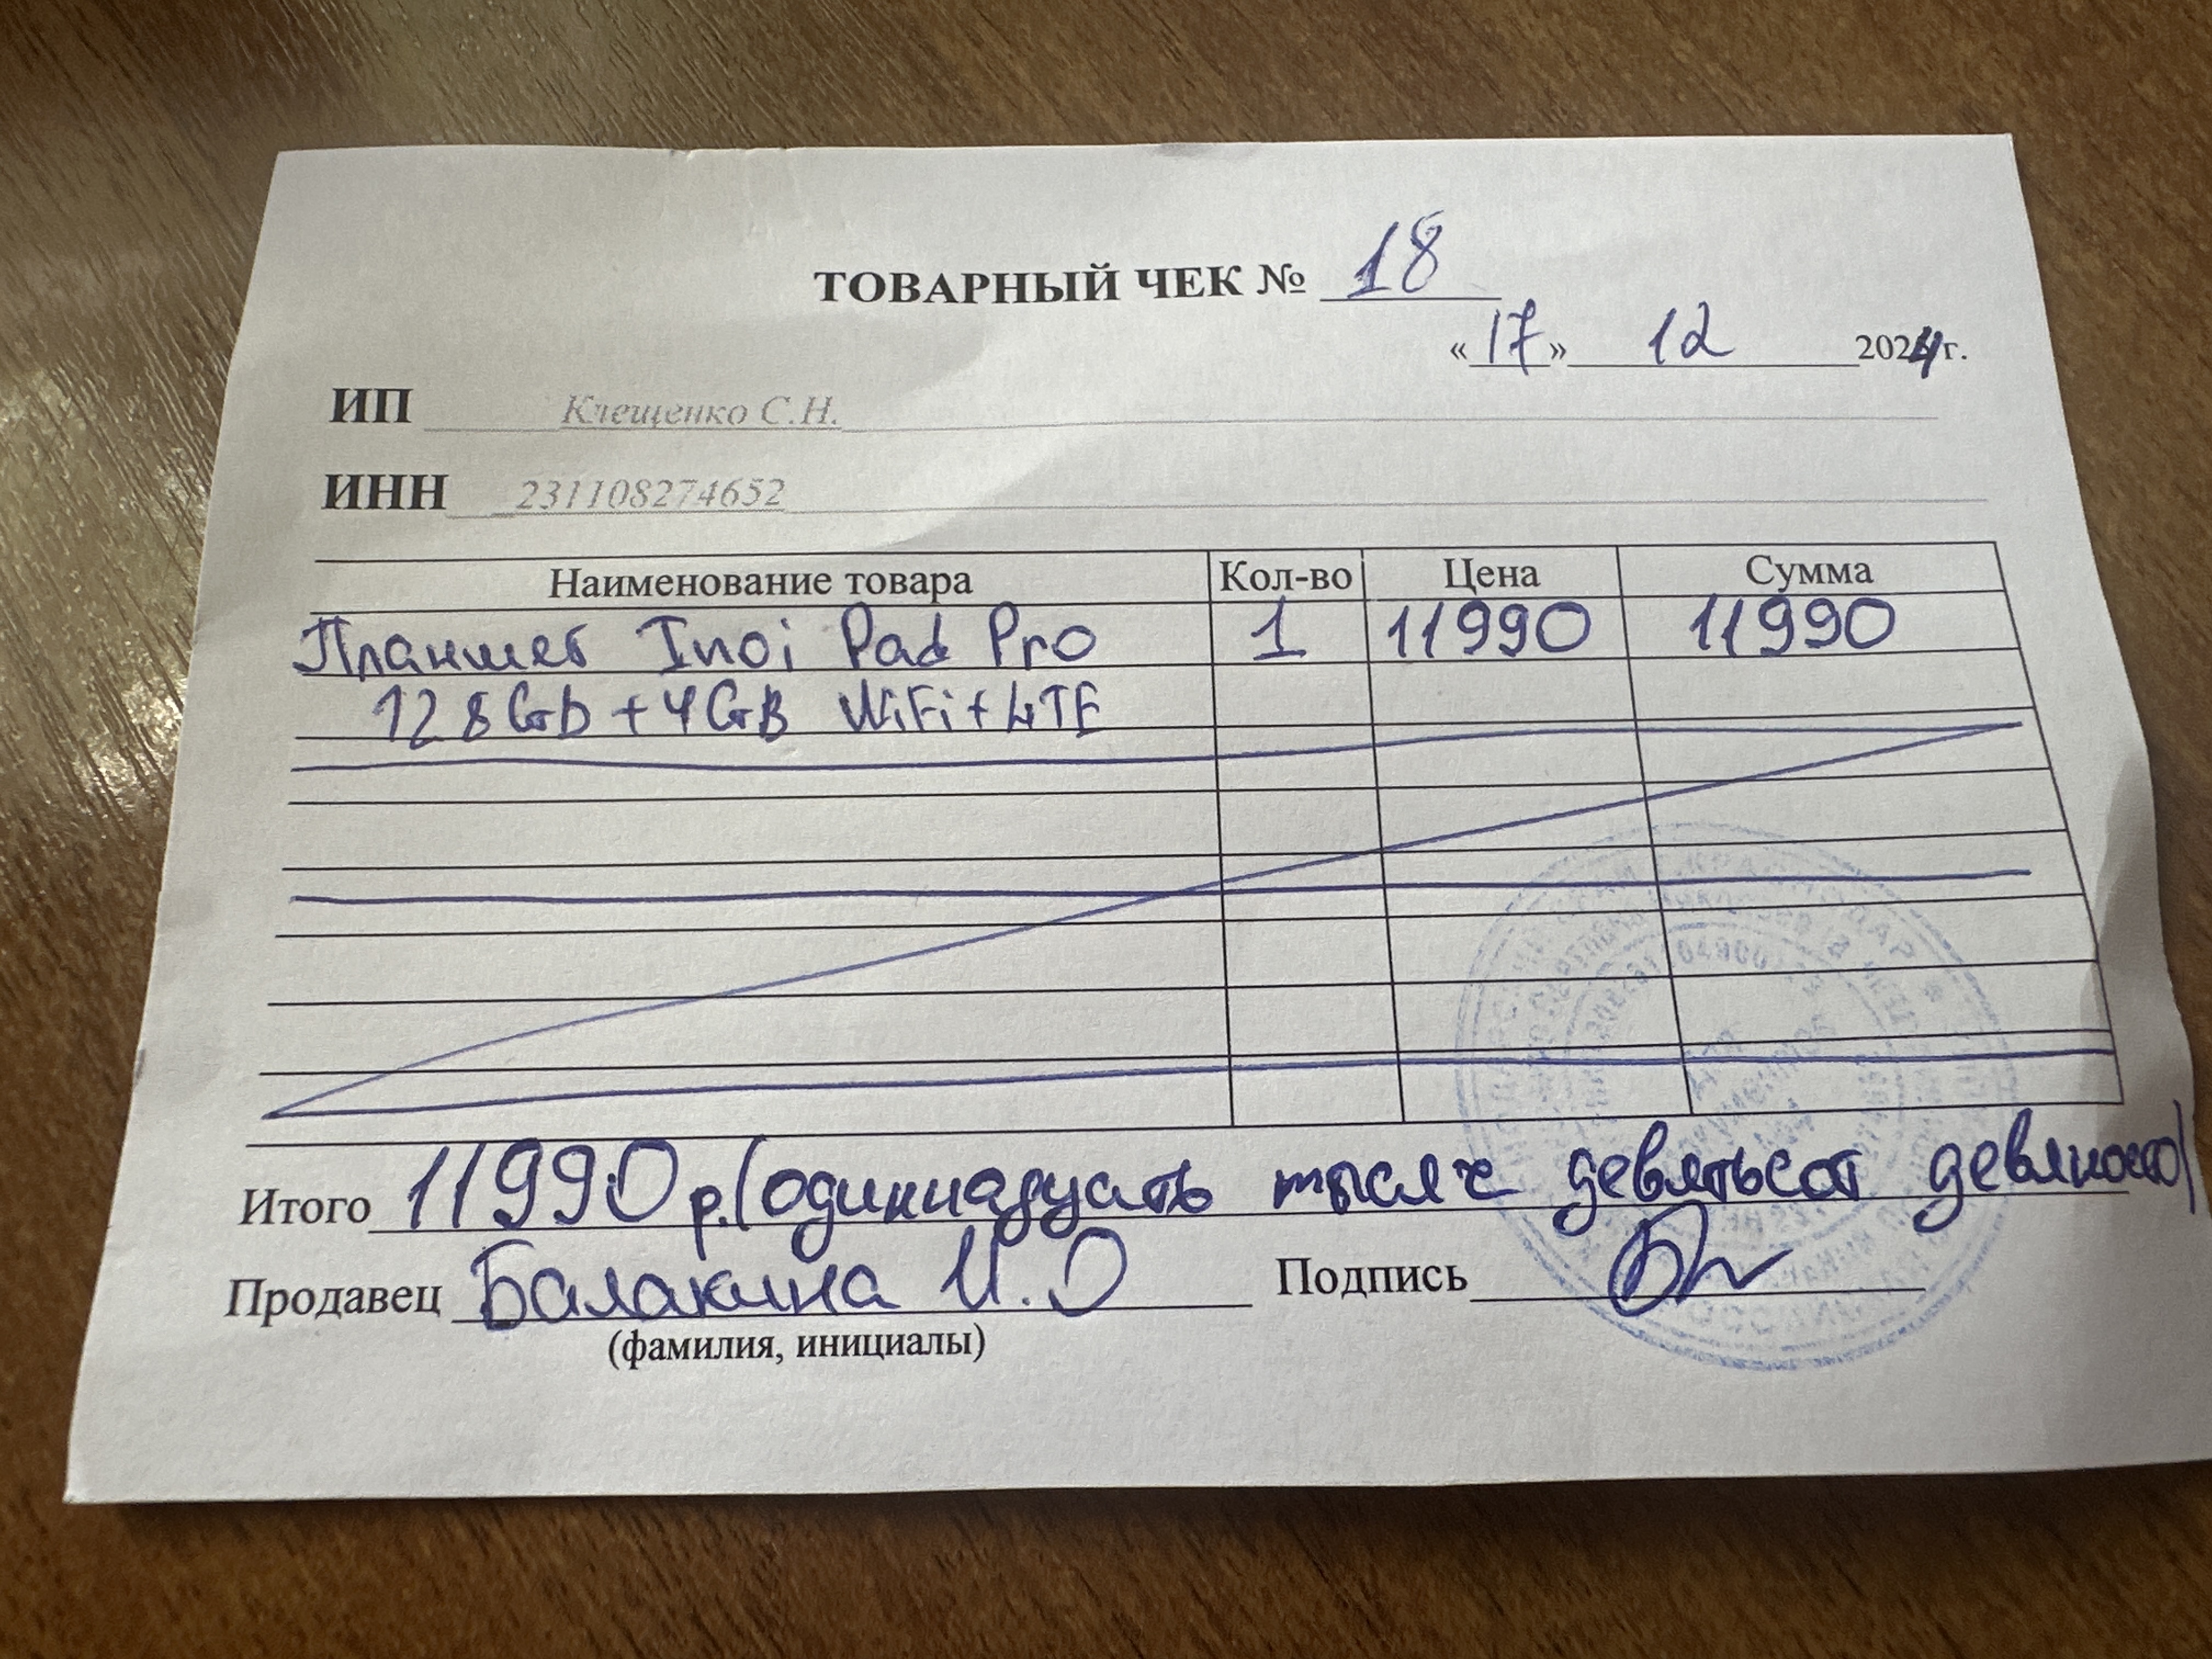 ТОВАРНЫЙ ЧЕК № 18
«17» 12 2024 г.
ИП Клещенко С.Н.
ИНН 231108274652
Наименование товара Кол-во Цена Сумма
Планшет Inoi Pad Pro 1 11990 11990
128Gb+4GB WiFi+LTE
Итого 11990 р. (одиннадцать тысяч девятьсот девяносто)
Продавец Балакина И.О Подпись
(фамилия, инициалы)